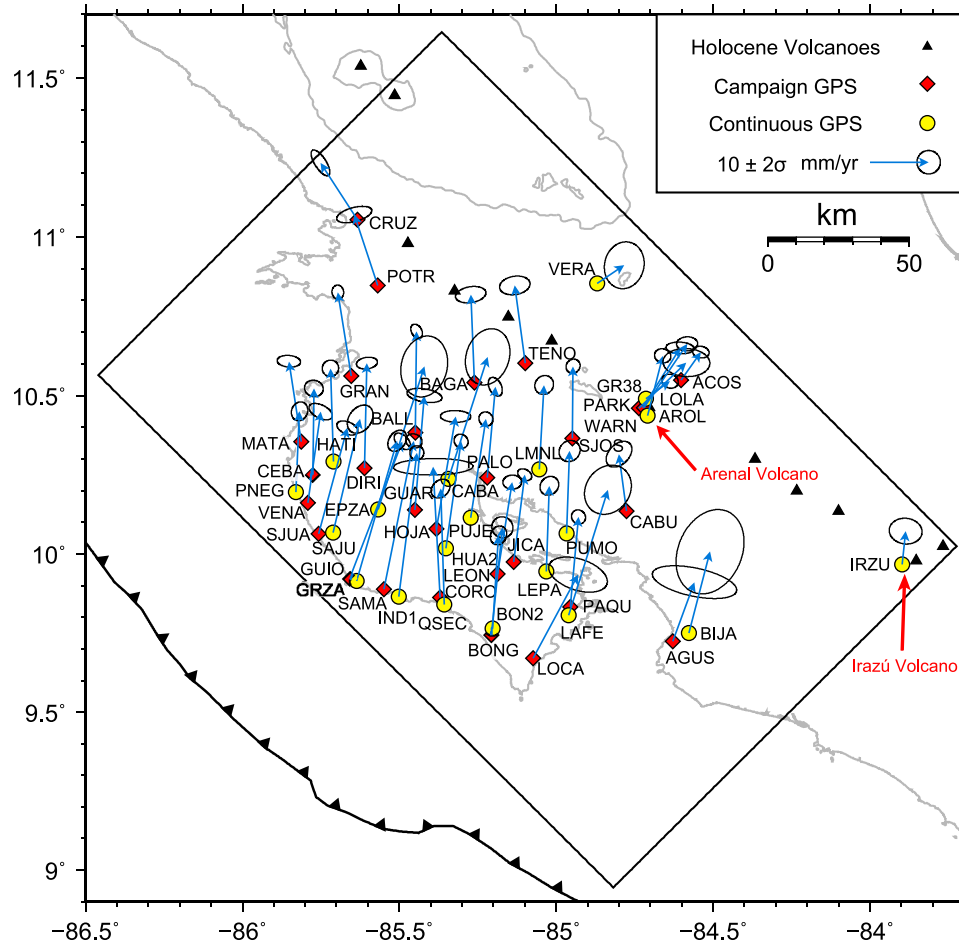 11.5°
11°
10.5°
10°
9.5°
9°
Holocene Volcanoes
Campaign GPS
Continuous GPS
10 ± 2σ mm/yr
km
0 50
CRUZ
POTR
VERA
TENO
BAGA
GRAN
BALL
GR38
ACOS
PARK
LOLA
WARN
AROL
SJOS
MATA
HATI
LMNL
CEBA
DIRI
PALO
Arenal Volcano
PNEG
GUAR
CABA
VENA
EPZA
HOJA
PUJE
CABU
SJUA
SAJU
HUA2
JICA
PUMO
GUIO
LEON
IRZU
GRZA
SAMA
CORO
LEPA
IND1
QSEC
BON2
PAQU
LAFE
BIJA
BONG
AGUS
LOCA
Irazú Volcano
−86.5° −86° −85.5° −85° −84.5° −84°